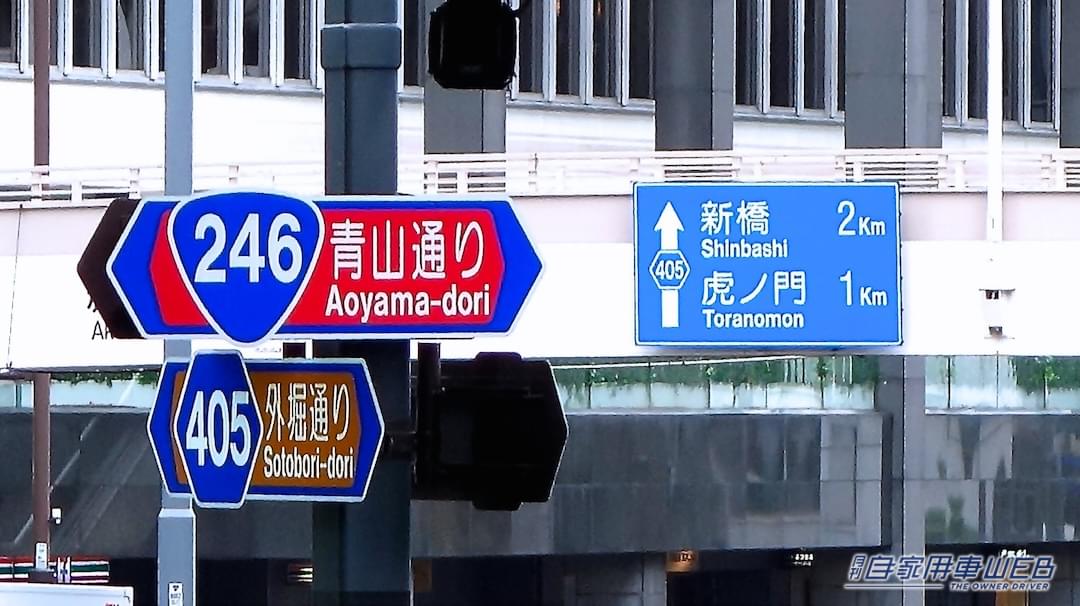 246
青山通り
Aoyama-dori
405
外堀通り
Sotobori-dori
新橋 2Km
Shinbashi
405
虎ノ門 1Km
Toranomon
月刊自家用車WEB
THE OWNER DRIVER